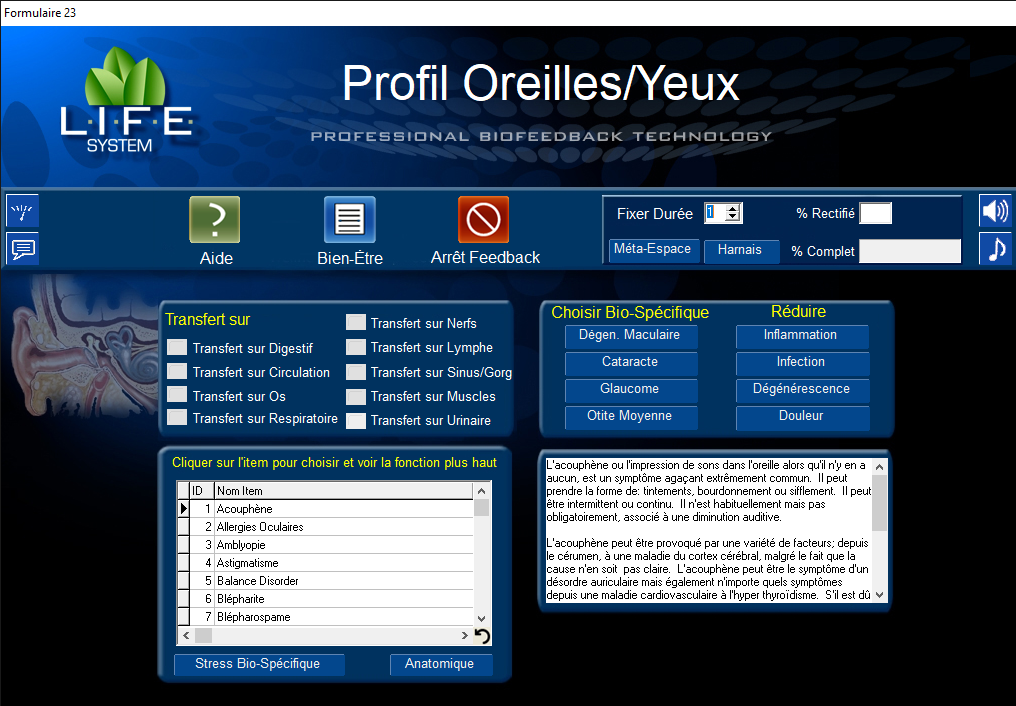 Formulaire 23
L·I·F·E
SYSTEM
Profil Oreilles/Yeux
PROFESSIONAL BIOFEEDBACK TECHNOLOGY
?
Aide
Bien-Être
Arrêt Feedback
Fixer Durée 1
% Rectifié
Méta-Espace
Harnais
% Complet
Transfert sur
Transfert sur Digestif
Transfert sur Circulation
Transfert sur Os
Transfert sur Respiratoire
Transfert sur Nerfs
Transfert sur Lymphe
Transfert sur Sinus/Gorg
Transfert sur Muscles
Transfert sur Urinaire
Choisir Bio-Spécifique
Dégen. Maculaire
Cataracte
Glaucome
Otite Moyenne
Réduire
Inflammation
Infection
Dégénérescence
Douleur
Cliquer sur l'item pour choisir et voir la fonction plus haut
ID Nom Item
1 Acouphène
2 Allergies Oculaires
3 Amblyopie
4 Astigmatisme
5 Balance Disorder
6 Blépharite
7 Blépharospame
Stress Bio-Spécifique
Anatomique
L'acouphène ou l'impression de sons dans l'oreille alors qu'il n'y en a
aucun, est un symptôme agaçant extrêmement commun. Il peut
prendre la forme de: tintements, bourdonnement ou sifflement. Il peut
être intermittent ou continu. Il n'est habituellement mais pas
obligatoirement, associé à une diminution auditive.
L'acouphène peut être provoqué par une variété de facteurs; depuis
le cérumen, à une maladie du cortex cérébral, malgré le fait que la
cause n'en soit pas claire. L'acouphène peut être le symptôme d'un
désordre auriculaire mais également n'importe quels symptômes
depuis une maladie cardiovasculaire à l'hyper thyroïdisme. S'il est dû